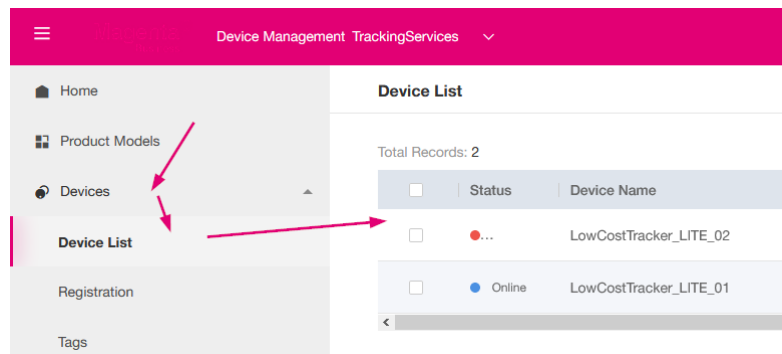 Device Management TrackingServices
Home
Product Models
Devices
Device List
Registration
Tags
Device List
Total Records: 2
Status Device Name
... LowCostTracker_LITE_02
Online LowCostTracker_LITE_01